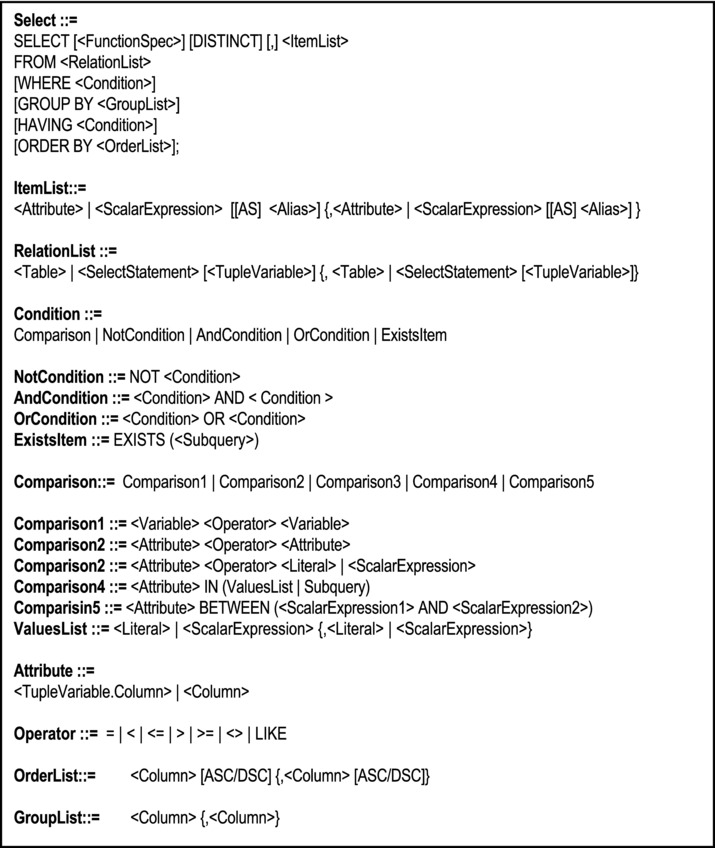 Select ::=
SELECT [<FunctionSpec>] [DISTINCT] [,] <ItemList>
FROM <RelationList>
[WHERE <Condition>]
[GROUP BY <GroupList>]
[HAVING <Condition>]
[ORDER BY <OrderList>];
ItemList::=
<Attribute> | <ScalarExpression> [[AS] <Alias>] {,<Attribute> | <ScalarExpression> [[AS] <Alias>] }
RelationList ::=
<Table> | <SelectStatement> [<TupleVariable>] {, <Table> | <SelectStatement> [<TupleVariable>]}
Condition ::=
Comparison | NotCondition | AndCondition | OrCondition | ExistsItem
NotCondition ::= NOT <Condition>
AndCondition ::= <Condition> AND < Condition >
OrCondition ::= <Condition> OR <Condition>
ExistsItem ::= EXISTS (<Subquery>)
Comparison::= Comparison1 | Comparison2 | Comparison3 | Comparison4 | Comparison5
Comparison1 ::= <Variable> <Operator> <Variable>
Comparison2 ::= <Attribute> <Operator> <Attribute>
Comparison2 ::= <Attribute> <Operator> <Literal> | <ScalarExpression>
Comparison4 ::= <Attribute> IN (ValuesList | Subquery)
Comparisin5 ::= <Attribute> BETWEEN (<ScalarExpression1> AND <ScalarExpression2>)
ValuesList ::= <Literal> | <ScalarExpression> {,<Literal> | <ScalarExpression>}
Attribute ::=
<TupleVariable.Column> | <Column>
Operator ::= = | < | <= | > | >= | <> | LIKE
OrderList::= <Column> [ASC/DSC] {,<Column> [ASC/DSC]}
GroupList::= <Column> {,<Column>}